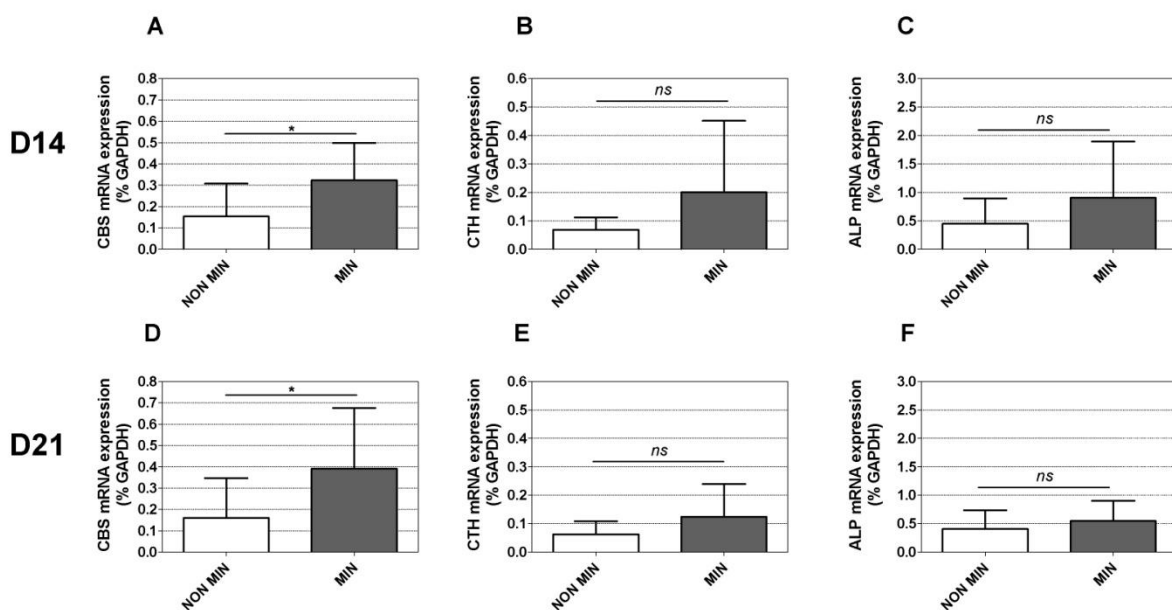 A
B
C
D14
CBS mRNA expression
(% GAPDH)
0.8
0.7
0.6
0.5
0.4
0.3
0.2
0.1
0.0
*
NON MIN
MIN
CTH mRNA expression
(% GAPDH)
0.6
0.5
0.4
0.3
0.2
0.1
0.0
ns
NON MIN
MIN
ALP mRNA expression
(% GAPDH)
3.0
2.5
2.0
1.5
1.0
0.5
0.0
ns
NON MIN
MIN
D
E
F
D21
CBS mRNA expression
(% GAPDH)
0.8
0.7
0.6
0.5
0.4
0.3
0.2
0.1
0.0
*
NON MIN
MIN
CTH mRNA expression
(% GAPDH)
0.6
0.5
0.4
0.3
0.2
0.1
0.0
ns
NON MIN
MIN
ALP mRNA expression
(% GAPDH)
3.0
2.5
2.0
1.5
1.0
0.5
0.0
ns
NON MIN
MIN